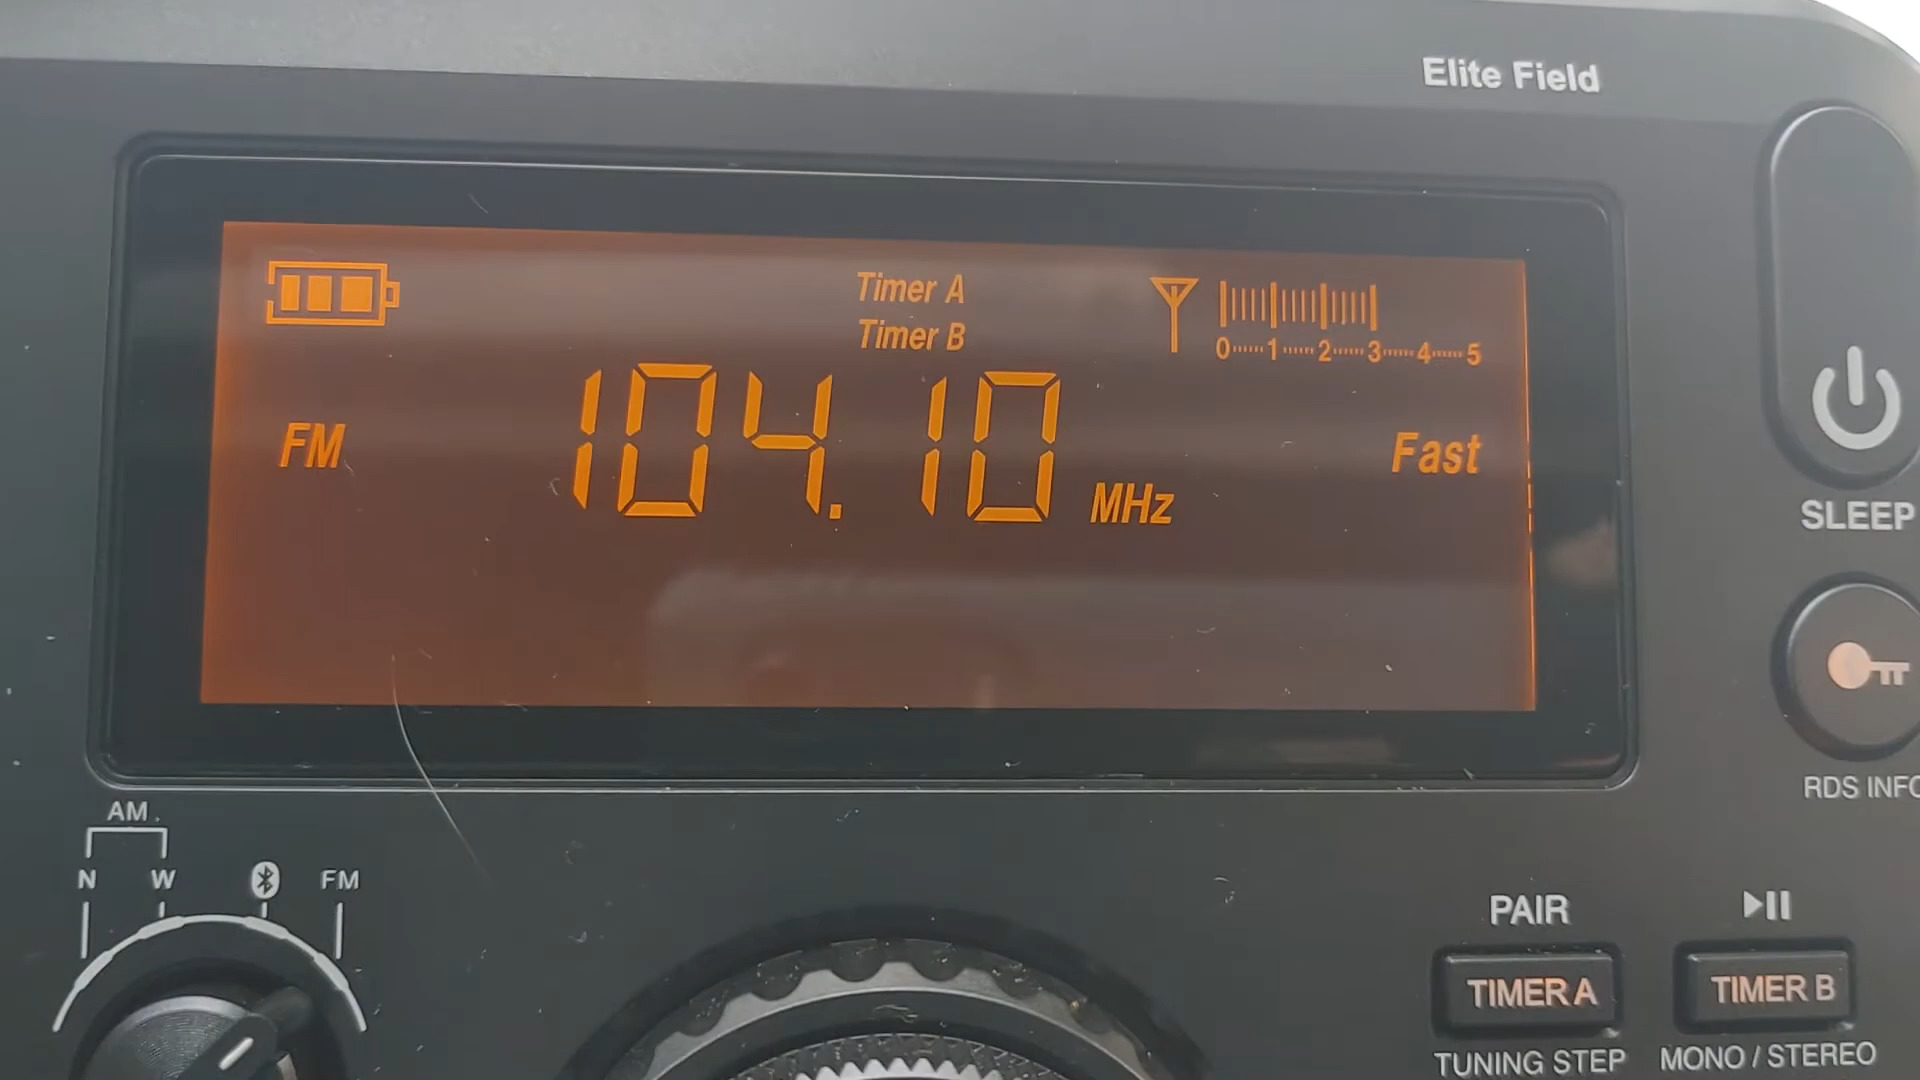 Elite Field
Timer A
Timer B
0 1 2 3 4 5
FM 104.10 MHz Fast
SLEEP
RDS INFO
AM
N W FM
PAIR
TIMER A TIMER B
TUNING STEP MONO / STEREO